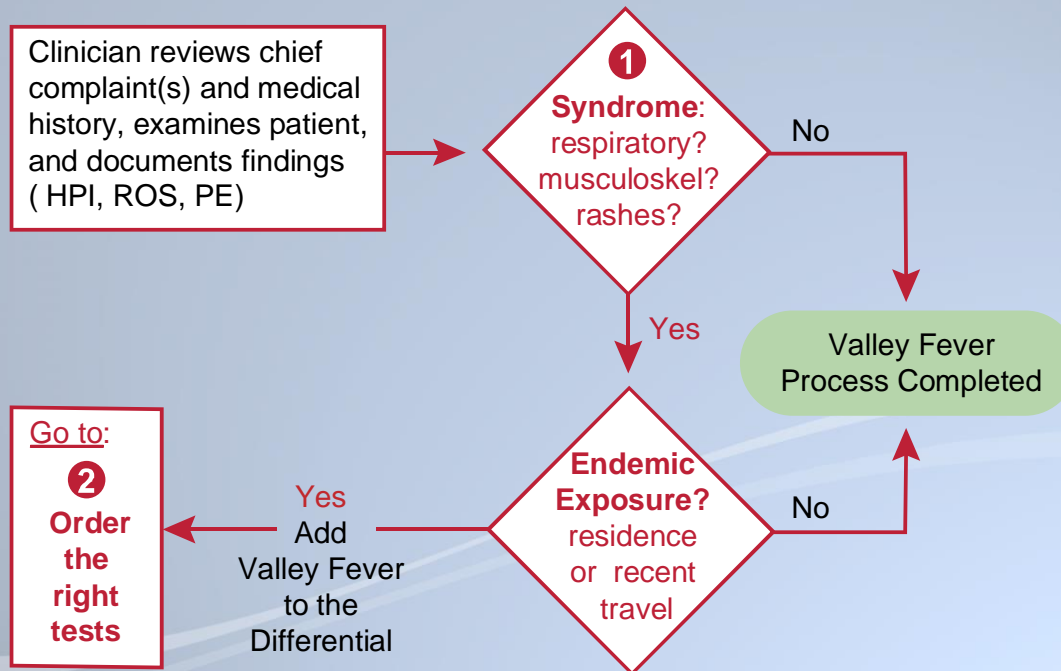 Clinician reviews chief
complaint(s) and medical
history, examines patient,
and documents findings
( HPI, ROS, PE)
1
Syndrome:
respiratory?
musculoskel?
rashes?
No
Yes
Valley Fever
Process Completed
Endemic
Exposure?
residence
or recent
travel
No
Yes
Add
Valley Fever
to the
Differential
Go to:
2
Order
the
right
tests